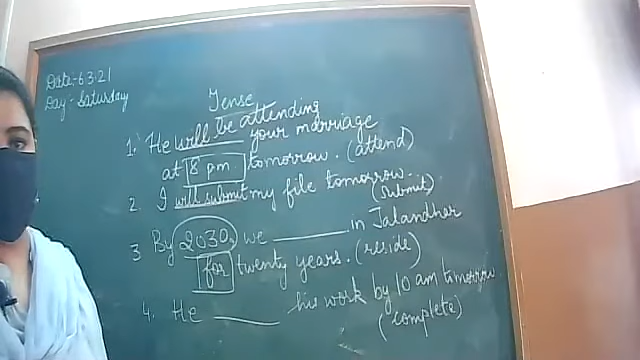 Date:-6.3.21
Day:- Saturday
Tense
1. He will be attending your marriage
at 8 pm tomorrow. (attend)
2. I will submit my file tomorrow.
(submit)
3 By 2030, we ______ in Jalandhar
for twenty years. (reside)
4. He ______ his work by 10 am tomorrow
(complete)